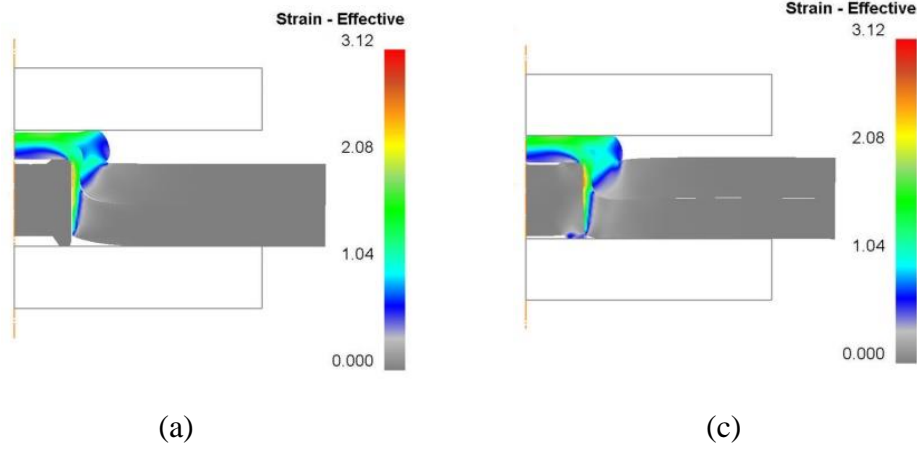 Strain - Effective
3.12
2.08
1.04
0.000
(a)
Strain - Effective
3.12
2.08
1.04
0.000
(c)